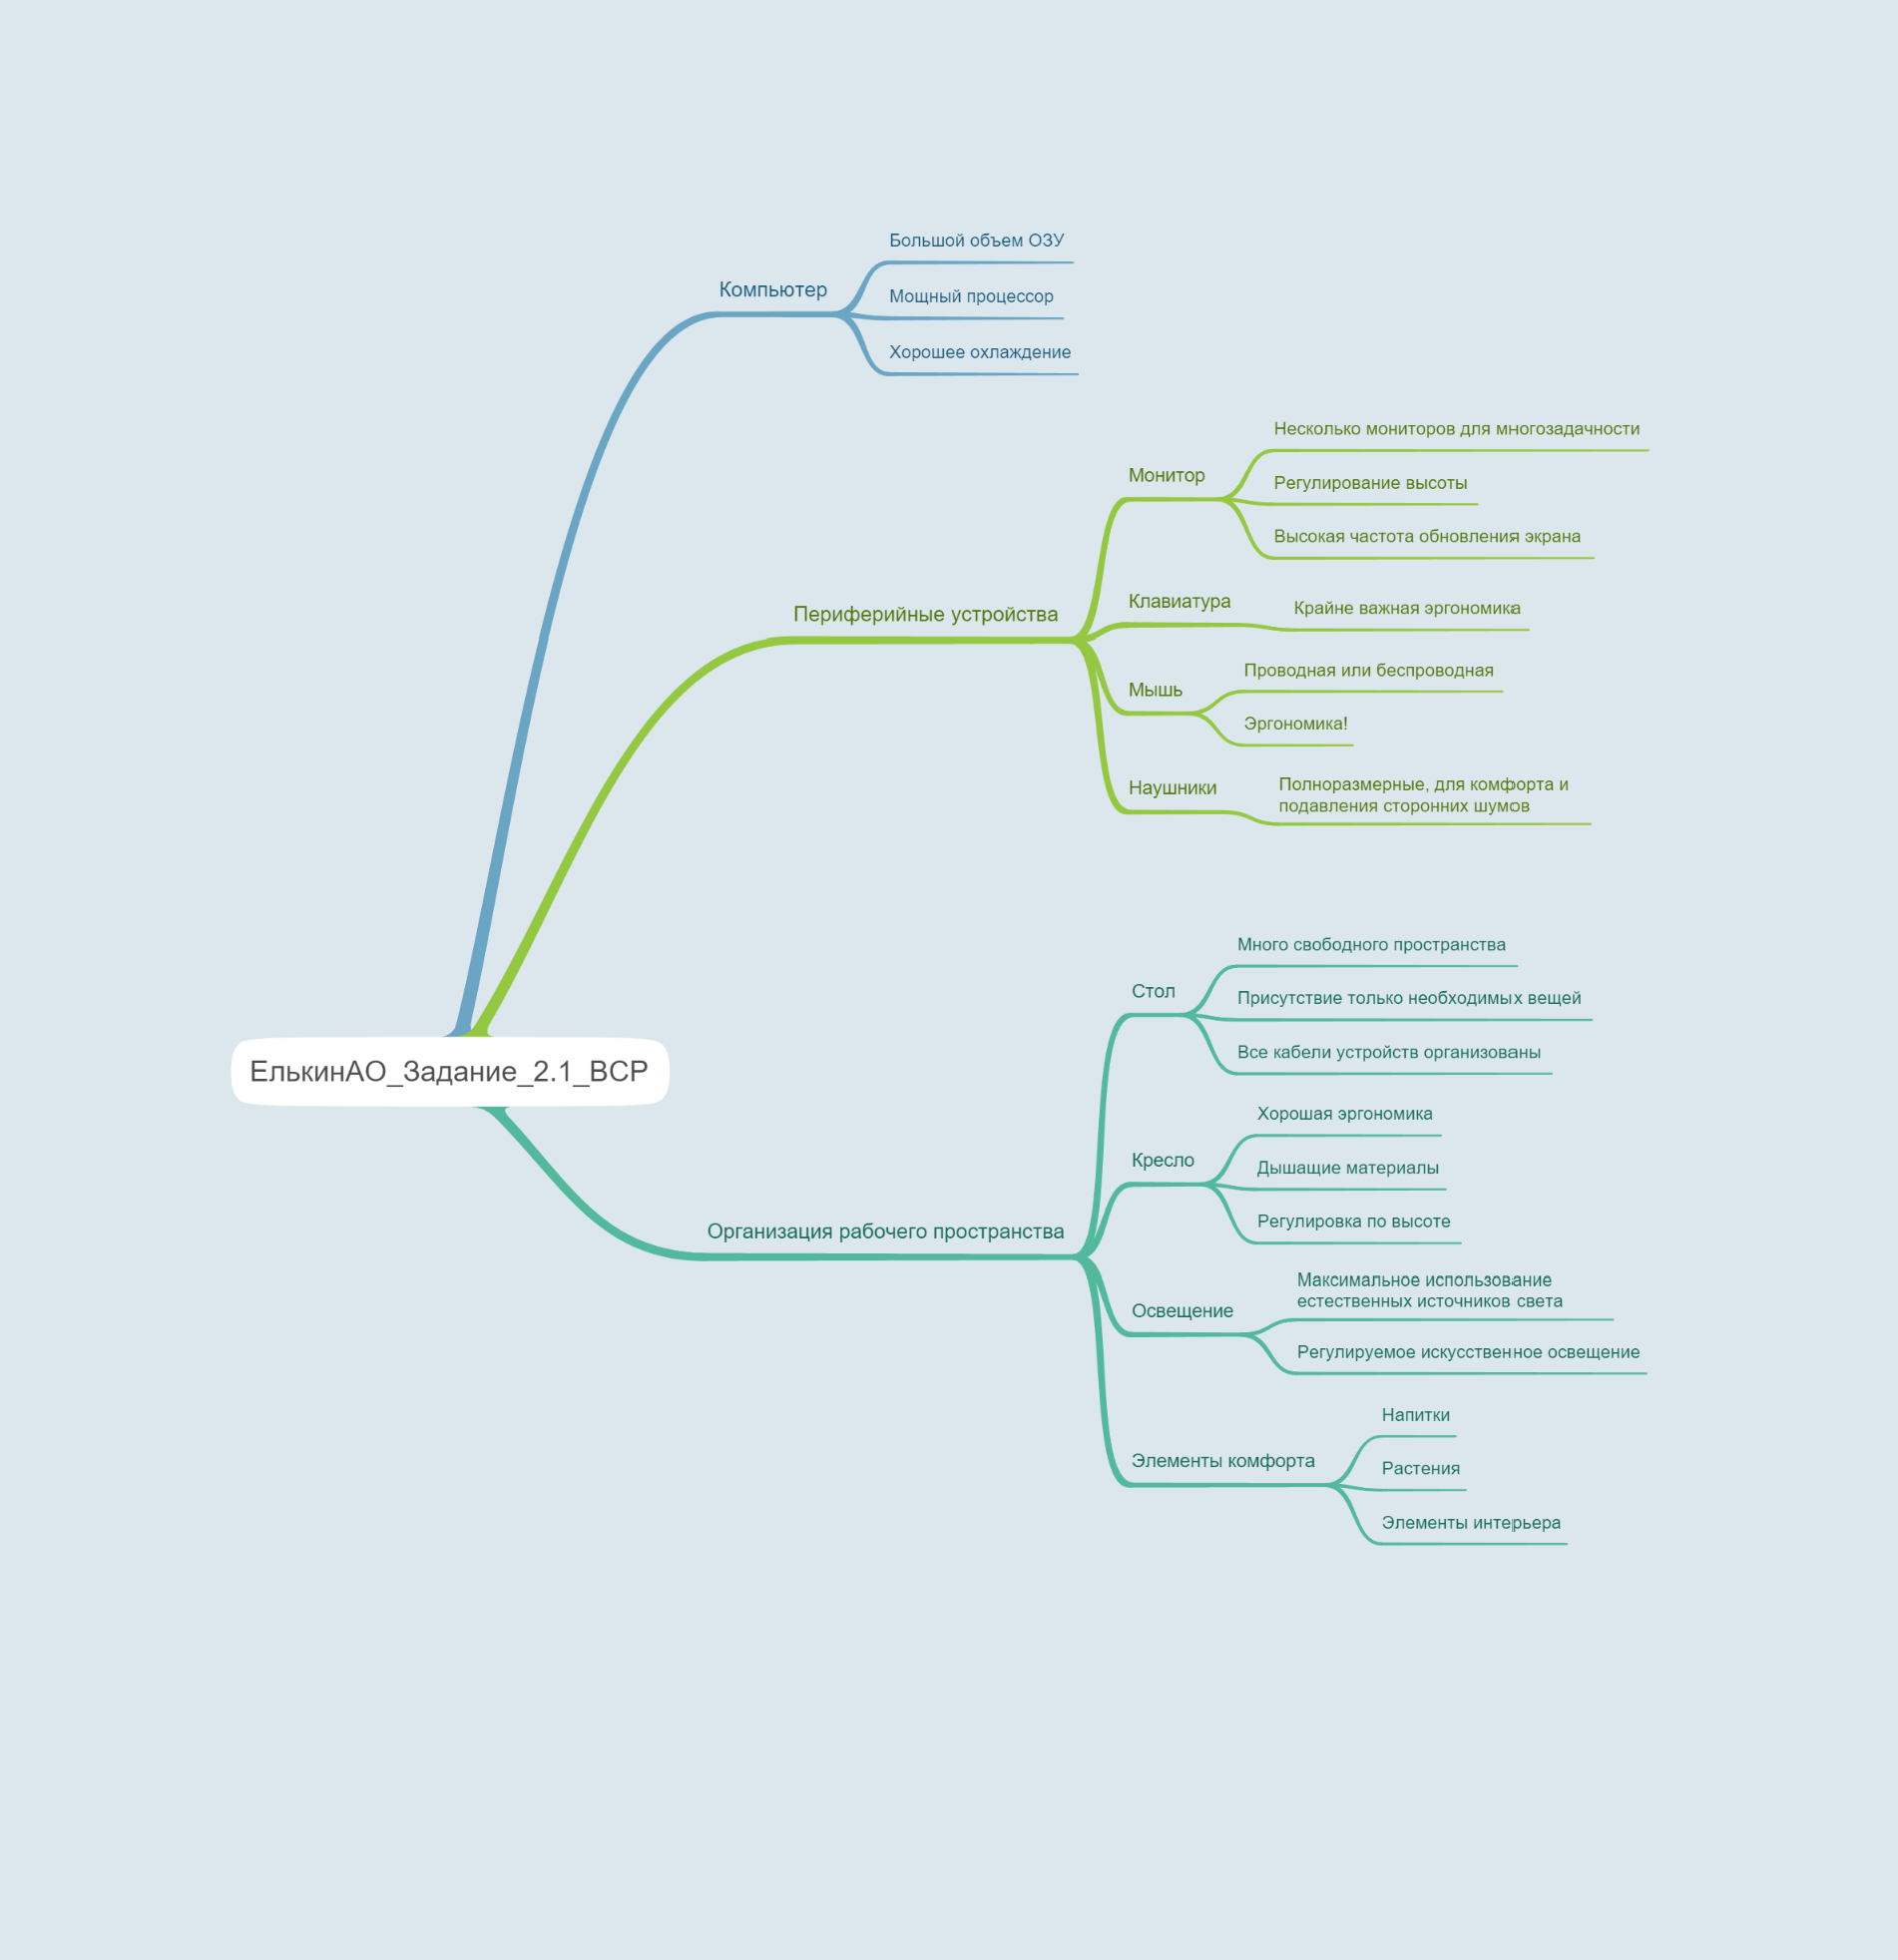 Большой объем ОЗУ
Компьютер
Мощный процессор
Хорошее охлаждение
Несколько мониторов для многозадачности
Монитор
Регулирование высоты
Высокая частота обновления экрана
Периферийные устройства
Клавиатура
Крайне важная эргономика
Проводная или беспроводная
Мышь
Эргономика!
Наушники
Полноразмерные, для комфорта и
подавления сторонних шумов
Много свободного пространства
Стол
Присутствие только необходимых вещей
Все кабели устройств организованы
ЕлькинАО_Задание_2.1_ВСР
Хорошая эргономика
Кресло
Дышащие материалы
Регулировка по высоте
Организация рабочего пространства
Максимальное использование
естественных источников света
Освещение
Регулируемое искусственное освещение
Напитки
Элементы комфорта
Растения
Элементы интерьера